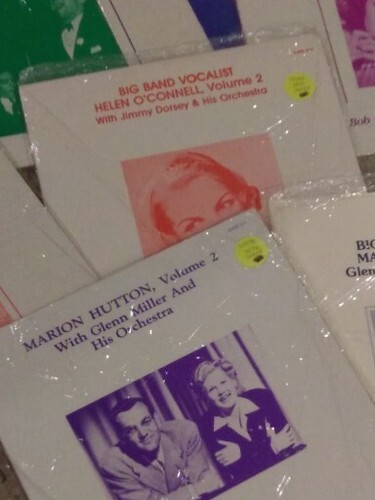 BIG BAND VOCALIST
HELEN O'CONNELL, Volume 2
With Jimmy Dorsey & His Orchestra
Bob
MARION HUTTON, Volume 2
With Glenn Miller And
His Orchestra
BIG
MA
Glen